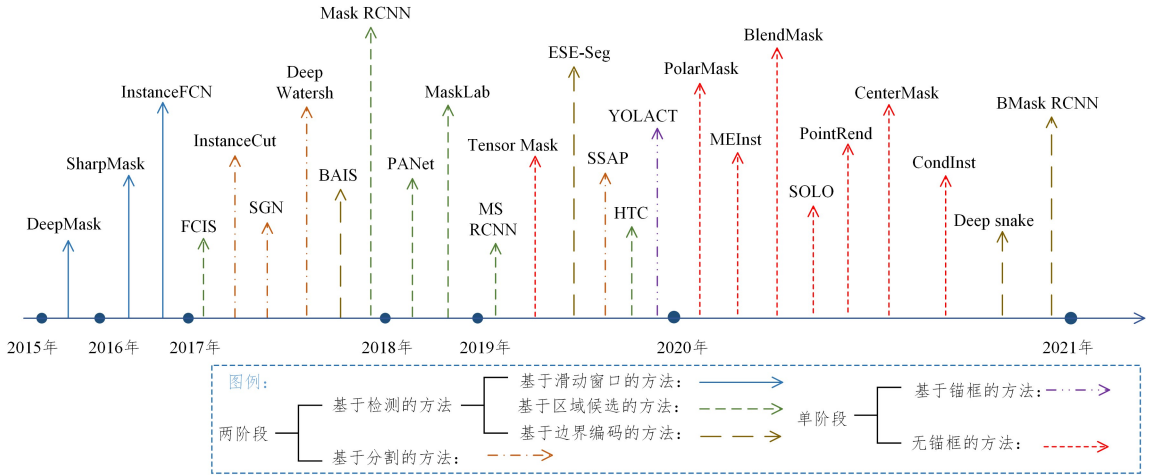 Mask RCNN
BlendMask
ESE-Seg
PolarMask
Deep
Watersh
InstanceFCN
MaskLab
CenterMask
BMask RCNN
YOLACT
InstanceCut
Tensor Mask
MEInst
PointRend
SharpMask
BAIS
PANet
SSAP
CondInst
SOLO
DeepMask
FCIS
SGN
MS
RCNN
HTC
Deep snake
2015年
2016年
2017年
2018年
2019年
2020年
2021年
图例:
两阶段
基于检测的方法
基于滑动窗口的方法:
基于区域候选的方法:
基于边界编码的方法:
基于分割的方法:
单阶段
基于锚框的方法:
无锚框的方法: